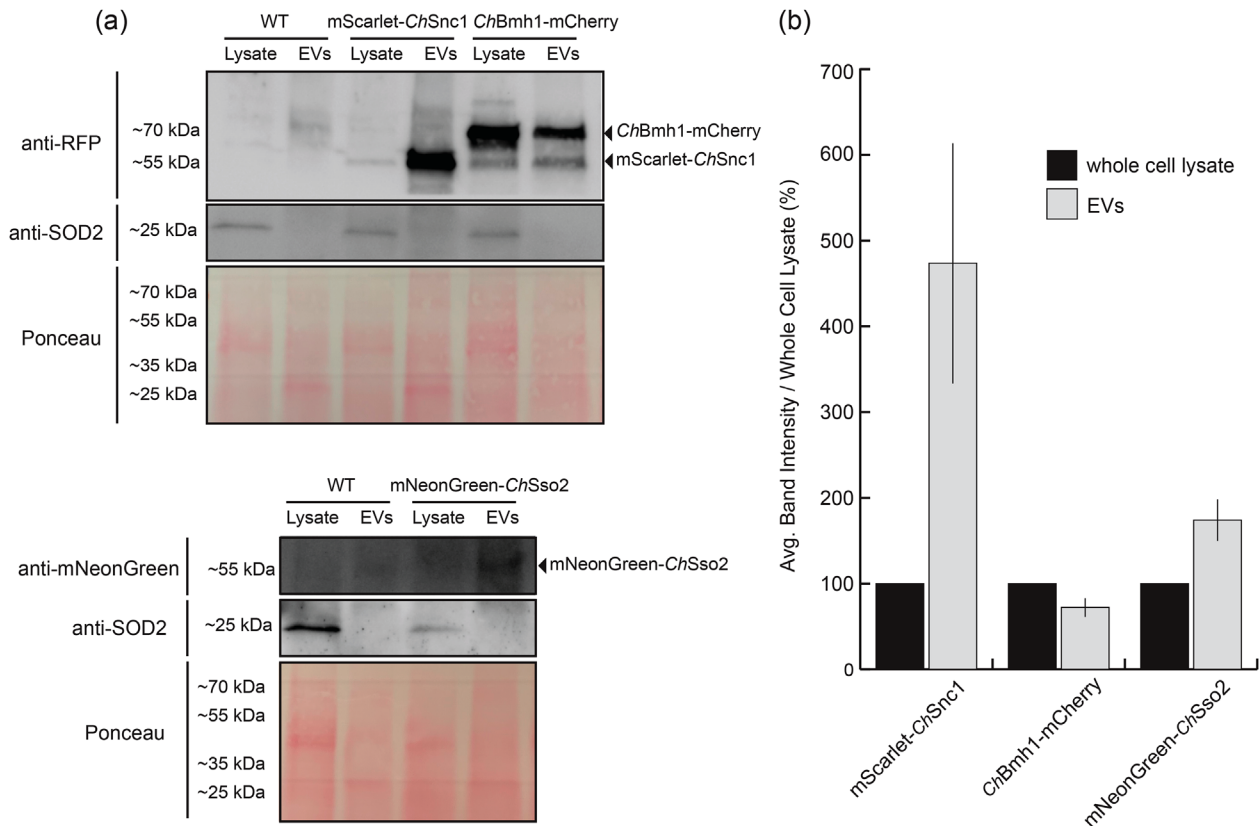 (a)
WT mScarlet-ChSnc1 ChBmh1-mCherry
Lysate EVs Lysate EVs Lysate EVs
anti-RFP
~70 kDa
~55 kDa
ChBmh1-mCherry
mScarlet-ChSnc1
anti-SOD2
~25 kDa
Ponceau
~70 kDa
~55 kDa
~35 kDa
~25 kDa
WT mNeonGreen-ChSso2
Lysate EVs Lysate EVs
anti-mNeonGreen
~55 kDa
mNeonGreen-ChSso2
anti-SOD2
~25 kDa
Ponceau
~70 kDa
~55 kDa
~35 kDa
~25 kDa
(b)
Avg. Band Intensity / Whole Cell Lysate (%)
700
600
500
400
300
200
100
0
whole cell lysate
EVs
mScarlet-ChSnc1
ChBmh1-mCherry
mNeonGreen-ChSso2